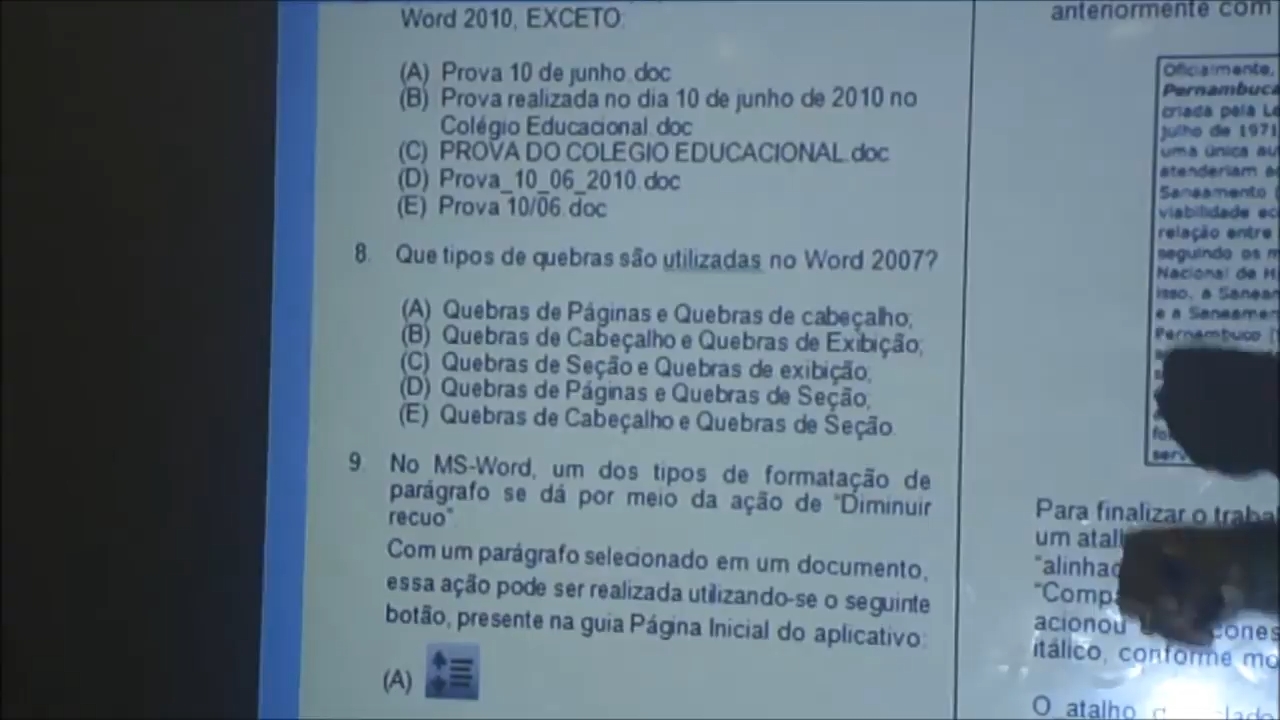 Word 2010, EXCETO:
(A) Prova 10 de junho.doc
(B) Prova realizada no dia 10 de junho de 2010 no
Colégio Educacional.doc
(C) PROVA DO COLEGIO EDUCACIONAL.doc
(D) Prova_10_06_2010.doc
(E) Prova 10/06.doc
8. Que tipos de quebras são utilizadas no Word 2007?
(A) Quebras de Páginas e Quebras de cabeçalho;
(B) Quebras de Cabeçalho e Quebras de Exibição;
(C) Quebras de Seção e Quebras de exibição;
(D) Quebras de Páginas e Quebras de Seção;
(E) Quebras de Cabeçalho e Quebras de Seção.
9. No MS-Word, um dos tipos de formatação de
parágrafo se dá por meio da ação de "Diminuir
recuo".
Com um parágrafo selecionado em um documento,
essa ação pode ser realizada utilizando-se o seguinte
botão, presente na guia Página Inicial do aplicativo:
(A)
anteriormente com
Oficialmente,
Pernambuca
criada pela Le
julho de 1971
uma única au
atenderiam a
Saneamento
viabilidade ec
relação entre
seguindo os m
Nacional de H
isso, a Sanea
e a Saneamen
Pernambuco
serv
Para finalizar o traba
um atal
"alinhad
"Compa
acionou cones
itálico, conforme mo
O atalho